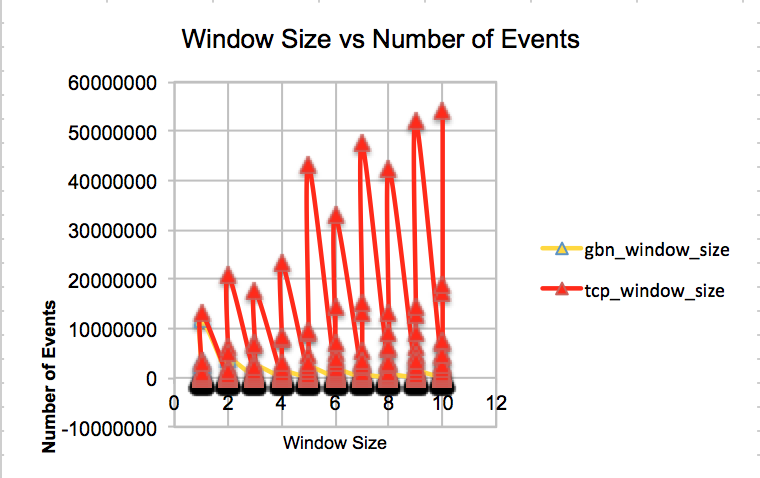 Window Size vs Number of Events
60000000
50000000
40000000
30000000
20000000
10000000
0
-10000000
0 2 4 6 8 10 12
Number of Events
Window Size
gbn_window_size
tcp_window_size